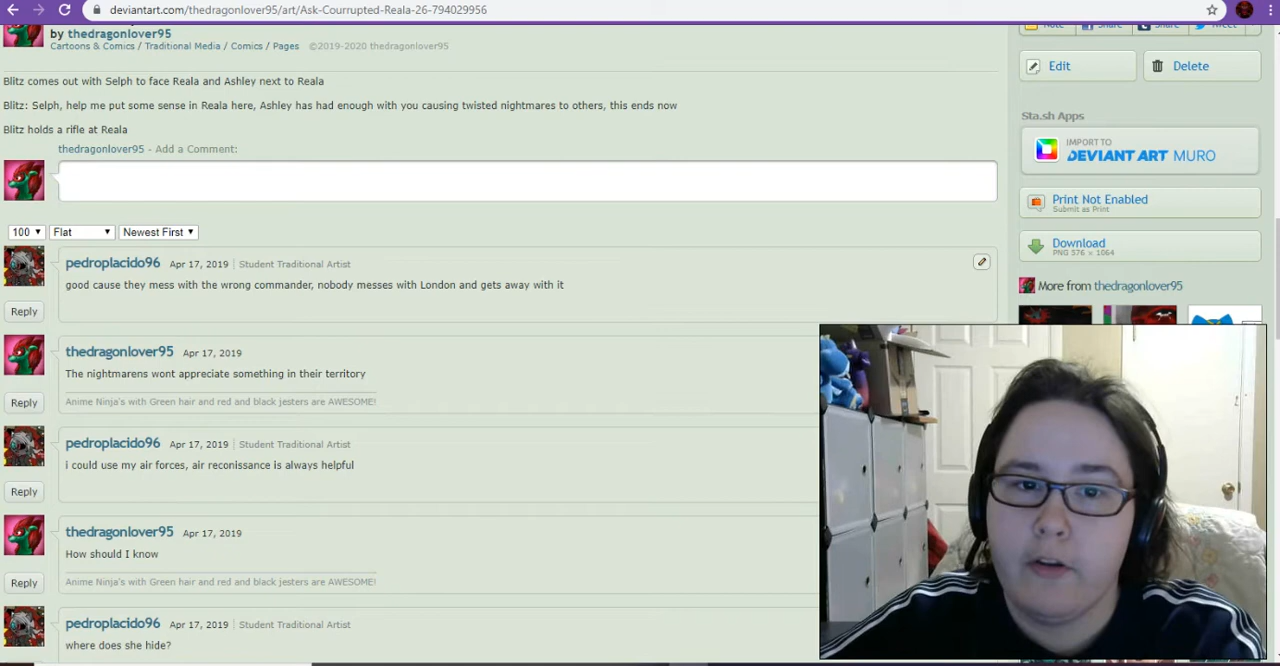 deviantart.com/thedragonlover95/art/Ask-Courrupted-Reala-26-794029956
by thedragonlover95
Cartoons & Comics / Traditional Media / Comics / Pages ©2019-2020 thedragonlover95
Blitz comes out with Selph to face Reala and Ashley next to Reala
Blitz: Selph, help me put some sense in Reala here, Ashley has had enough with you causing twisted nightmares to others, this ends now
Blitz holds a rifle at Reala
thedragonlover95 - Add a Comment:
100 Flat Newest First
pedroplacido96 Apr 17, 2019 Student Traditional Artist
good cause they mess with the wrong commander, nobody messes with London and gets away with it
Reply
thedragonlover95 Apr 17, 2019
The nightmarens wont appreciate something in their territory
Anime Ninja's with Green hair and red and black jesters are AWESOME!
Reply
pedroplacido96 Apr 17, 2019 Student Traditional Artist
i could use my air forces, air reconissance is always helpful
Reply
thedragonlover95 Apr 17, 2019
How should I know
Anime Ninja's with Green hair and red and black jesters are AWESOME!
Reply
pedroplacido96 Apr 17, 2019 Student Traditional Artist
where does she hide?
Edit Delete
Sta.sh Apps
IMPORT TO
DEVIANT ART MURO
Print Not Enabled
Submit as Print
Download
PNG 576 × 1064
More from thedragonlover95